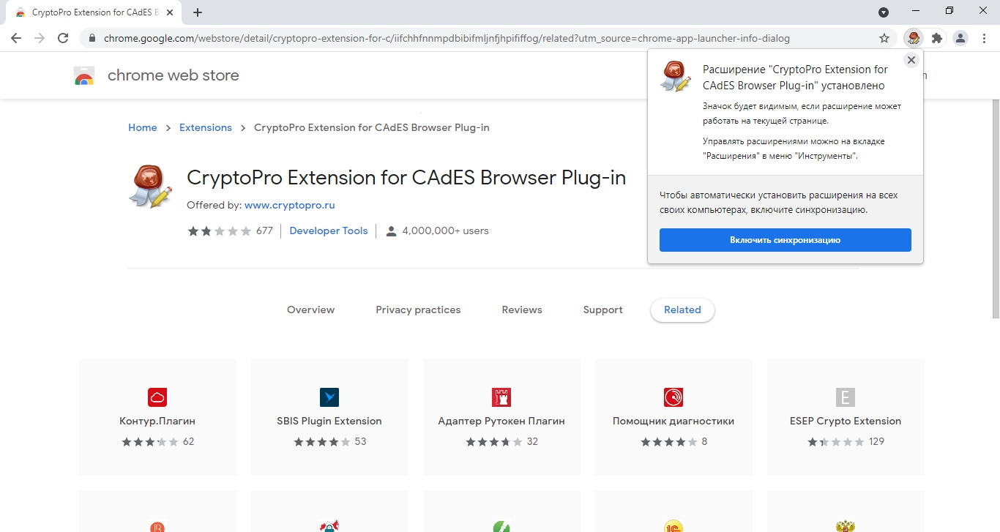 CryptoPro Extension for CAdES B
chrome.google.com/webstore/detail/cryptopro-extension-for-c/iifchhfnnmpdbibifmljnfjhpififfog/related?utm_source=chrome-app-launcher-info-dialog
chrome web store
Расширение "CryptoPro Extension for
CAdES Browser Plug-in" установлено
Значок будет видимым, если расширение может
работать на текущей странице.
Управлять расширениями можно на вкладке
"Расширения" в меню "Инструменты".
Чтобы автоматически установить расширения на всех
своих компьютерах, включите синхронизацию.
Включить синхронизацию
Home > Extensions > CryptoPro Extension for CAdES Browser Plug-in
CryptoPro Extension for CAdES Browser Plug-in
Offered by: www.cryptopro.ru
677 Developer Tools 4,000,000+ users
Overview Privacy practices Reviews Support Related
Контур.Плагин SBIS Plugin Extension Адаптер Рутокен Плагин Помощник диагностики ESEP Crypto Extension
62 53 32 8 129